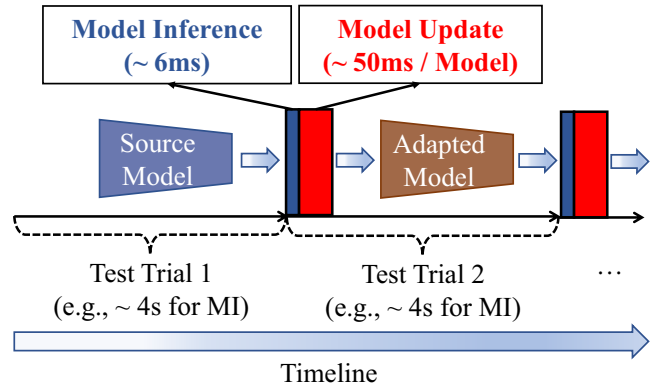 Model Inference
(~ 6ms)
Model Update
(~ 50ms / Model)
Source
Model
Adapted
Model
Test Trial 1
(e.g., ~ 4s for MI)
Test Trial 2
(e.g., ~ 4s for MI)
...
Timeline